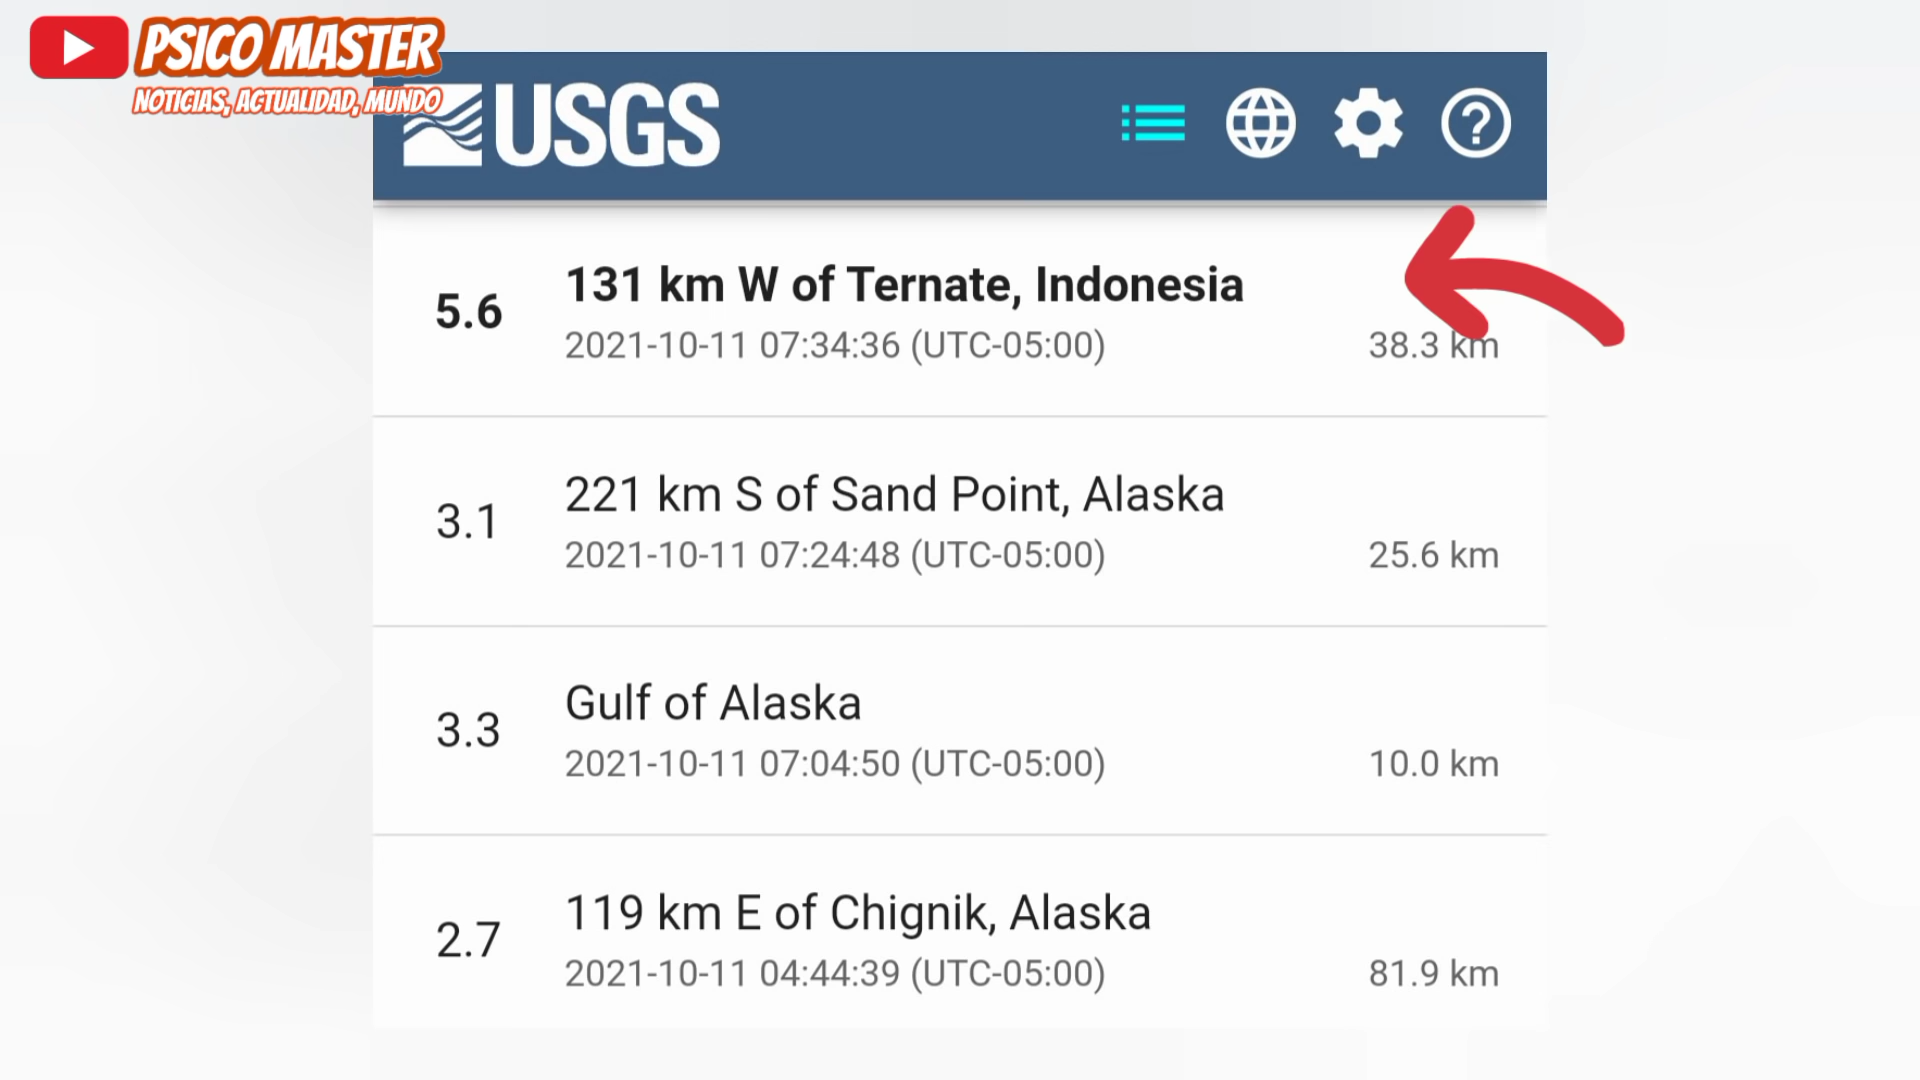 PSICO MASTER
NOTICIAS, ACTUALIDAD, MUNDO
USGS
5.6
131 km W of Ternate, Indonesia
2021-10-11 07:34:36 (UTC-05:00)
38.3 km
3.1
221 km S of Sand Point, Alaska
2021-10-11 07:24:48 (UTC-05:00)
25.6 km
3.3
Gulf of Alaska
2021-10-11 07:04:50 (UTC-05:00)
10.0 km
2.7
119 km E of Chignik, Alaska
2021-10-11 04:44:39 (UTC-05:00)
81.9 km